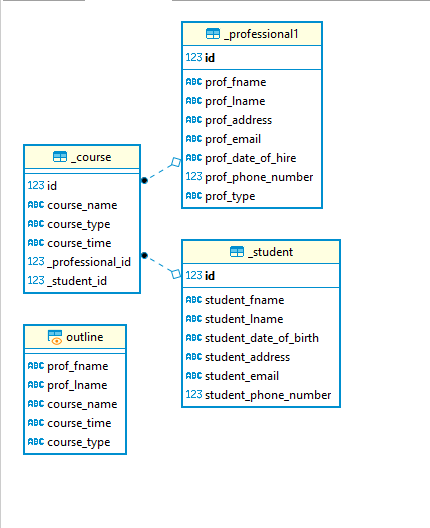 _professional1
123 id
ABC prof_fname
ABC prof_lname
ABC prof_address
ABC prof_email
ABC prof_date_of_hire
123 prof_phone_number
ABC prof_type
_course
123 id
ABC course_name
ABC course_type
ABC course_time
123 _professional_id
123 _student_id
_student
123 id
ABC student_fname
ABC student_lname
ABC student_date_of_birth
ABC student_address
ABC student_email
123 student_phone_number
outline
ABC prof_fname
ABC prof_lname
ABC course_name
ABC course_time
ABC course_type